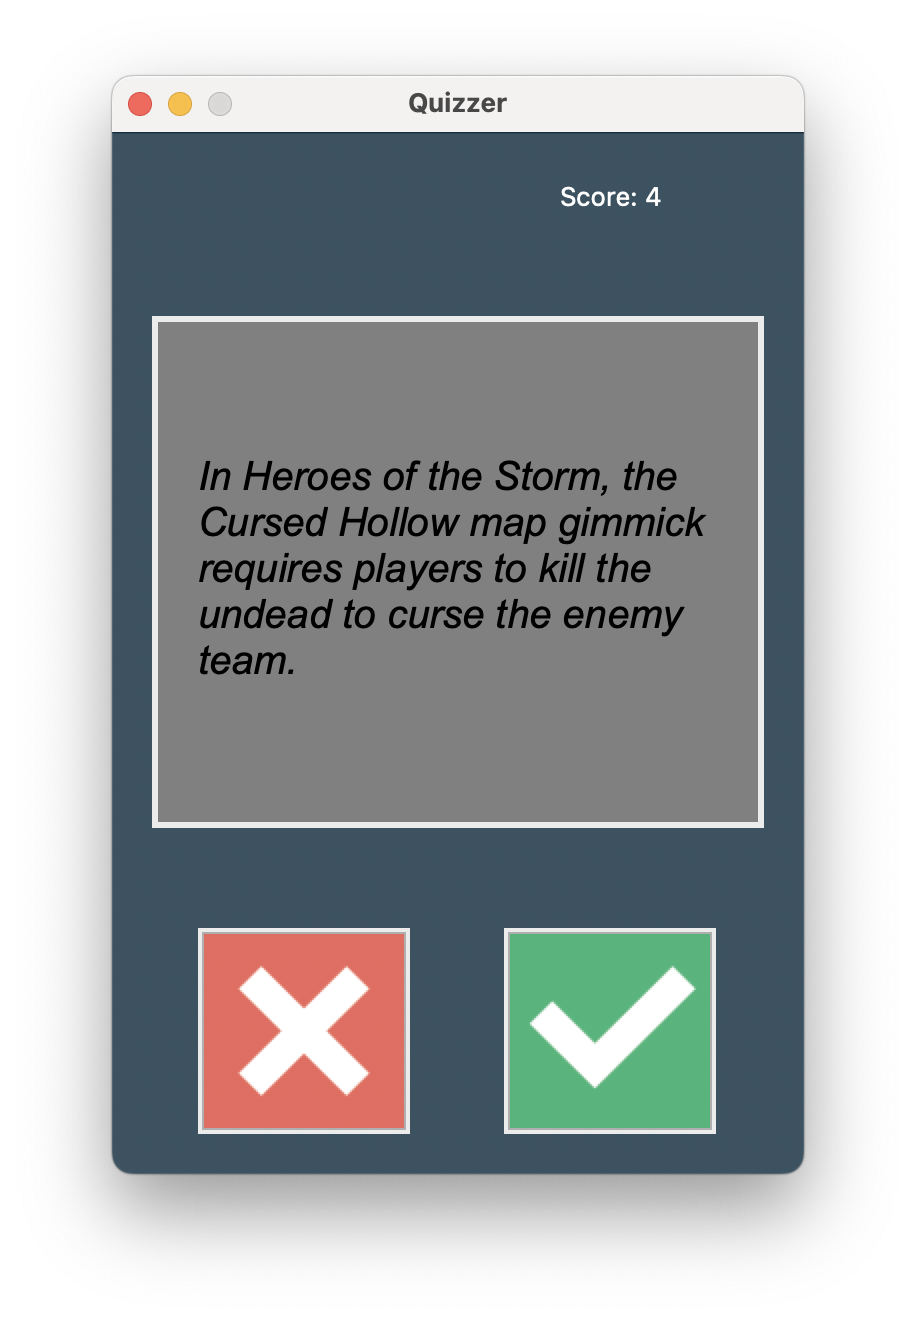 Quizzer
Score: 4
In Heroes of the Storm, the
Cursed Hollow map gimmick
requires players to kill the
undead to curse the enemy
team.